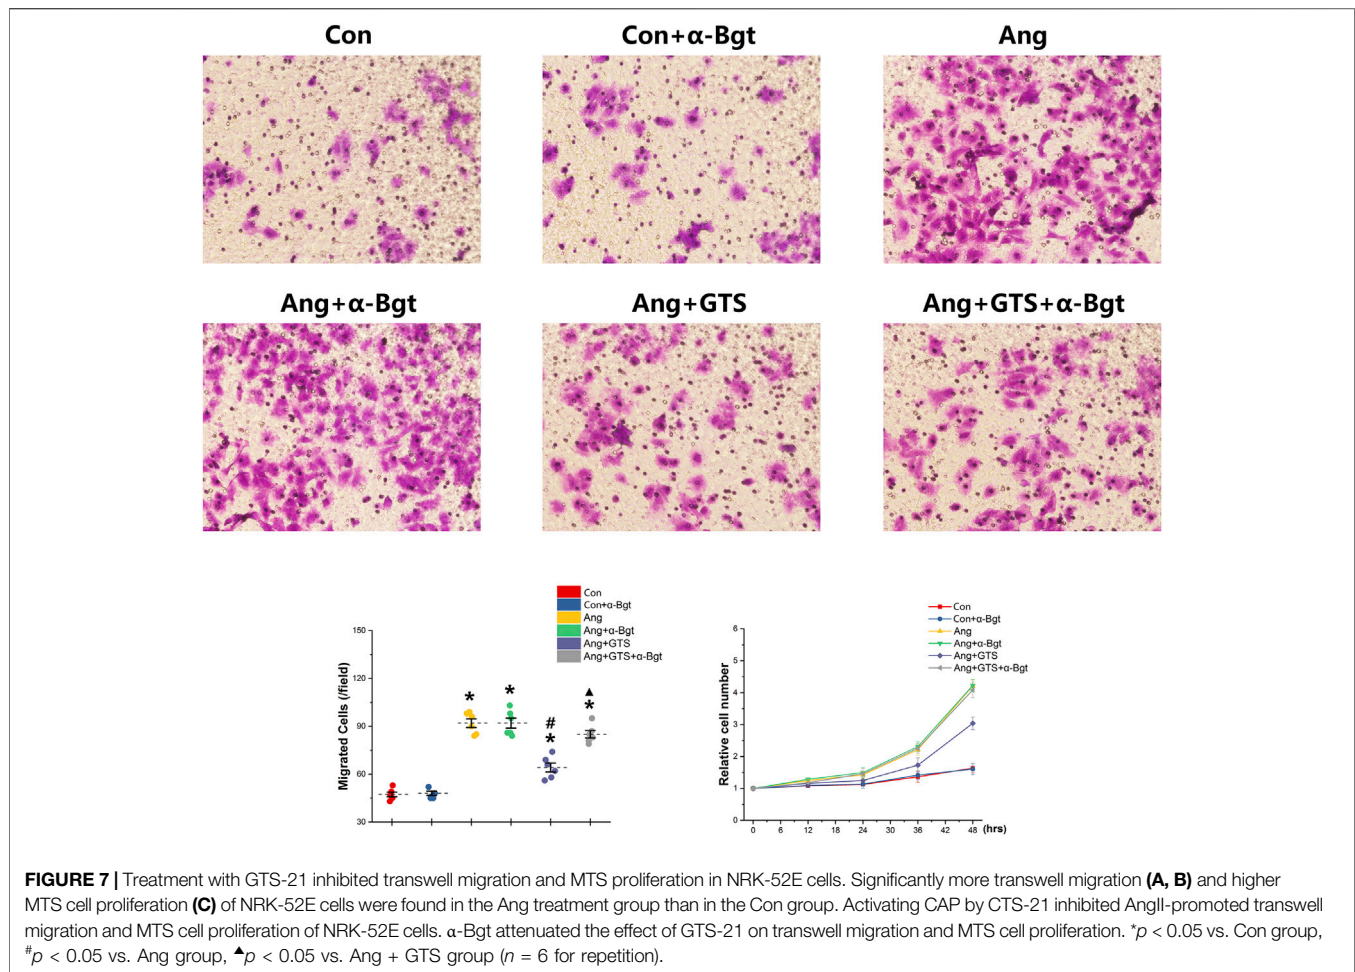 Con
Con+α-Bgt
Ang
Ang+α-Bgt
Ang+GTS
Ang+GTS+α-Bgt
Con
Con+α-Bgt
Ang
Ang+α-Bgt
Ang+GTS
Ang+GTS+α-Bgt
Migrated Cells (/field)
150
120
90
60
30
*
*
#
*
▲
*
Con
Con+α-Bgt
Ang
Ang+α-Bgt
Ang+GTS
Ang+GTS+α-Bgt
Relative cell number
6
5
4
3
2
1
0
0 6 12 18 24 30 36 42 48 (hrs)
FIGURE 7 | Treatment with GTS-21 inhibited transwell migration and MTS proliferation in NRK-52E cells. Significantly more transwell migration (A, B) and higher
MTS cell proliferation (C) of NRK-52E cells were found in the Ang treatment group than in the Con group. Activating CAP by CTS-21 inhibited AngII-promoted transwell
migration and MTS cell proliferation of NRK-52E cells. α-Bgt attenuated the effect of GTS-21 on transwell migration and MTS cell proliferation. *p < 0.05 vs. Con group,
#p < 0.05 vs. Ang group, ▲p < 0.05 vs. Ang + GTS group (n = 6 for repetition).